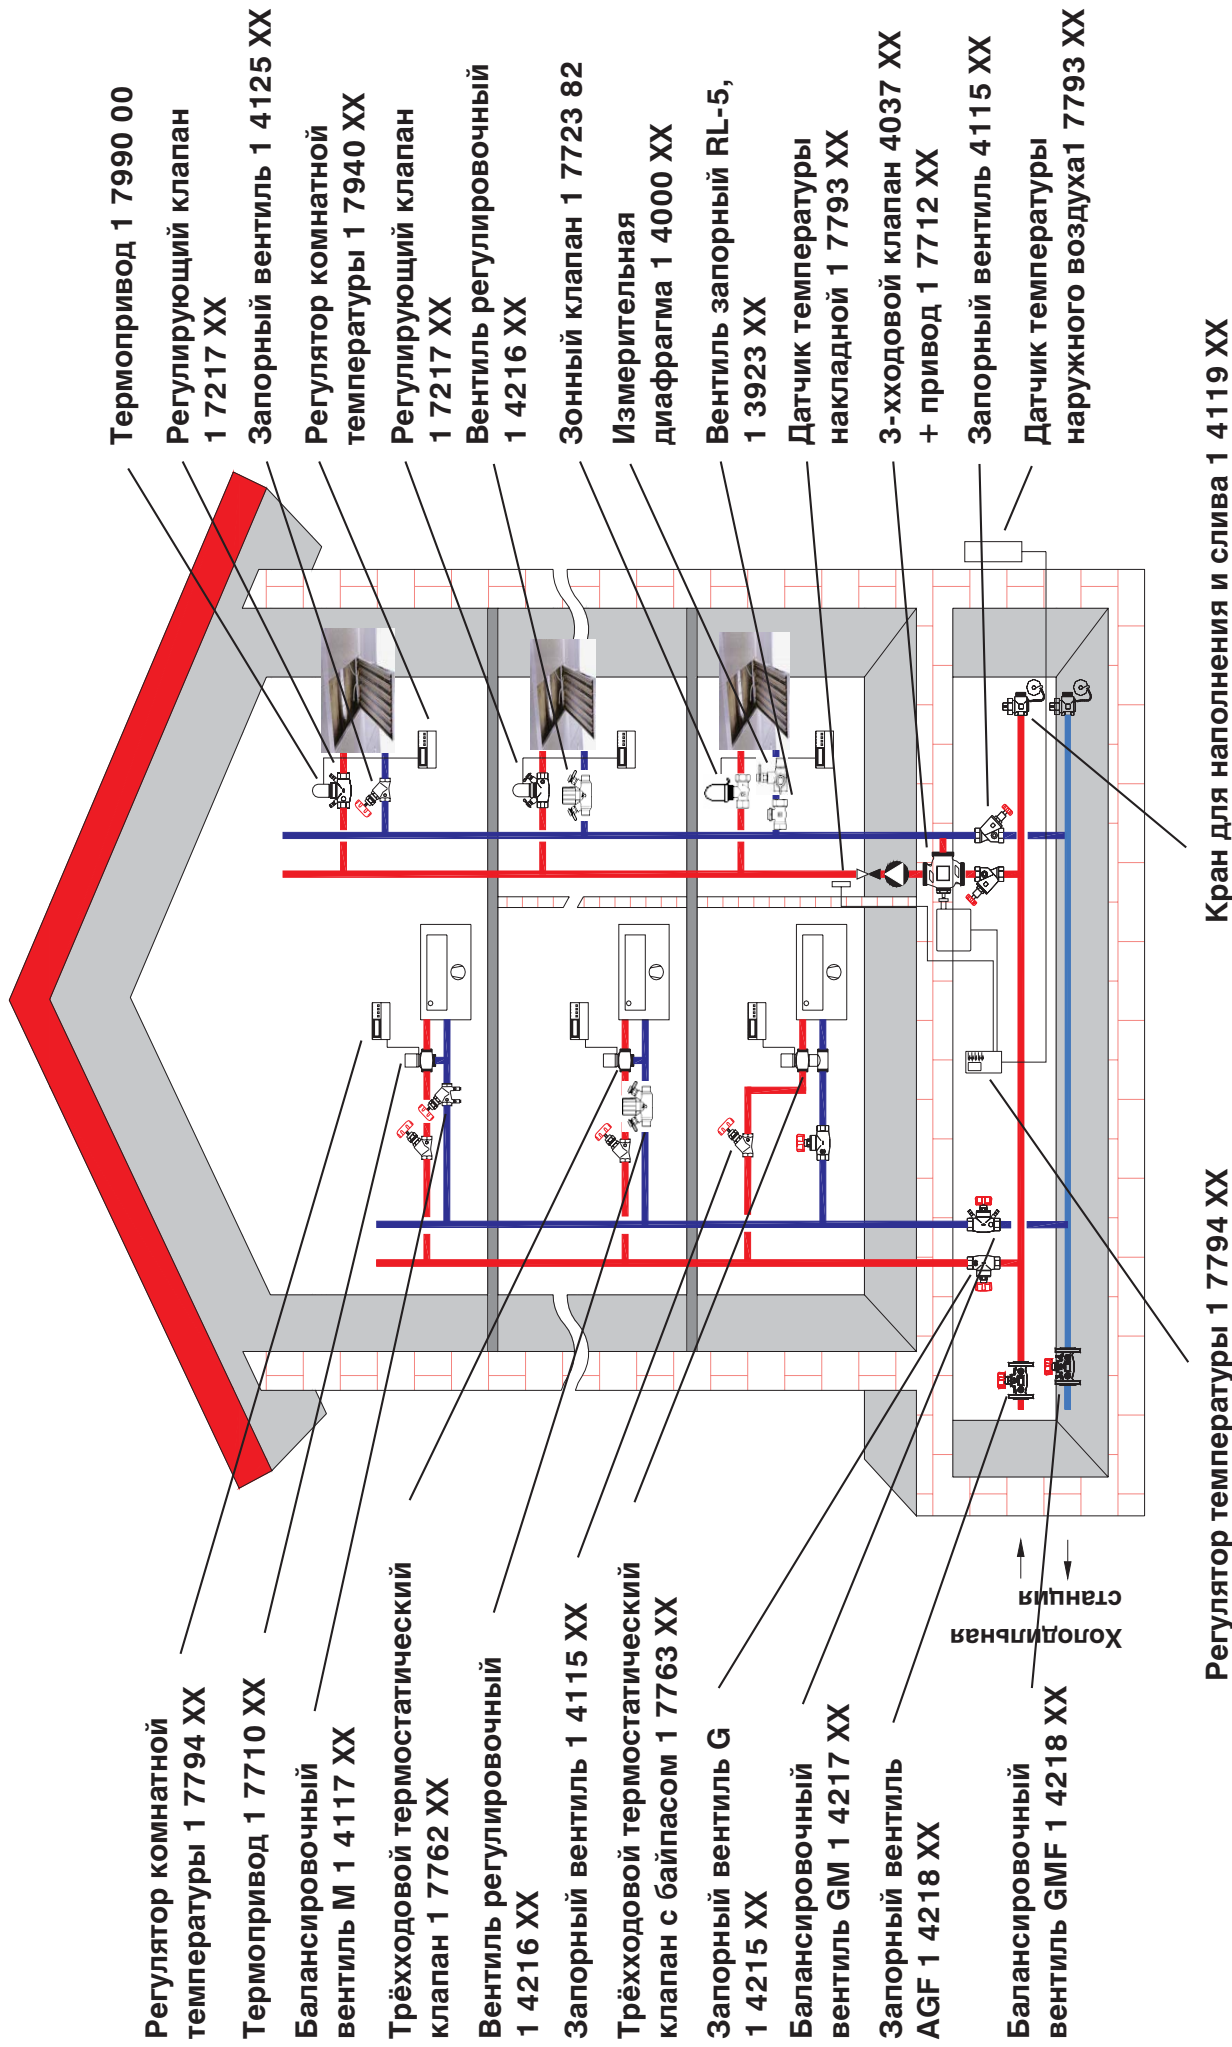 Регулятор комнатной
температуры 1 7794 XX
Термопривод 1 7710 XX
Балансировочный
вентиль M 1 4117 XX
Трёхходовой термостатический
клапан 1 7762 XX
Вентиль регулировочный
1 4216 XX
Запорный вентиль 1 4115 XX
Трёхходовой термостатический
клапан с байпасом 1 7763 XX
Запорный вентиль G
1 4215 XX
Балансировочный
вентиль GM 1 4217 XX
Запорный вентиль
AGF 1 4218 XX
Балансировочный
вентиль GMF 1 4218 XX
Холодильная
станция
Термопривод 1 7990 00
Регулирующий клапан
1 7217 XX
Запорный вентиль 1 4125 XX
Регулятор комнатной
температуры 1 7940 XX
Регулирующий клапан
1 7217 XX
Вентиль регулировочный
1 4216 XX
Зонный клапан 1 7723 82
Измерительная
диафрагма 1 4000 XX
Вентиль запорный RL-5,
1 3923 XX
Датчик температуры
накладной 1 7793 XX
3-хходовой клапан 4037 XX
+ привод 1 7712 XX
Запорный вентиль 4115 XX
Датчик температуры
наружного воздуха1 7793 XX
Регулятор температуры 1 7794 XX
Кран для наполнения и слива 1 4119 XX